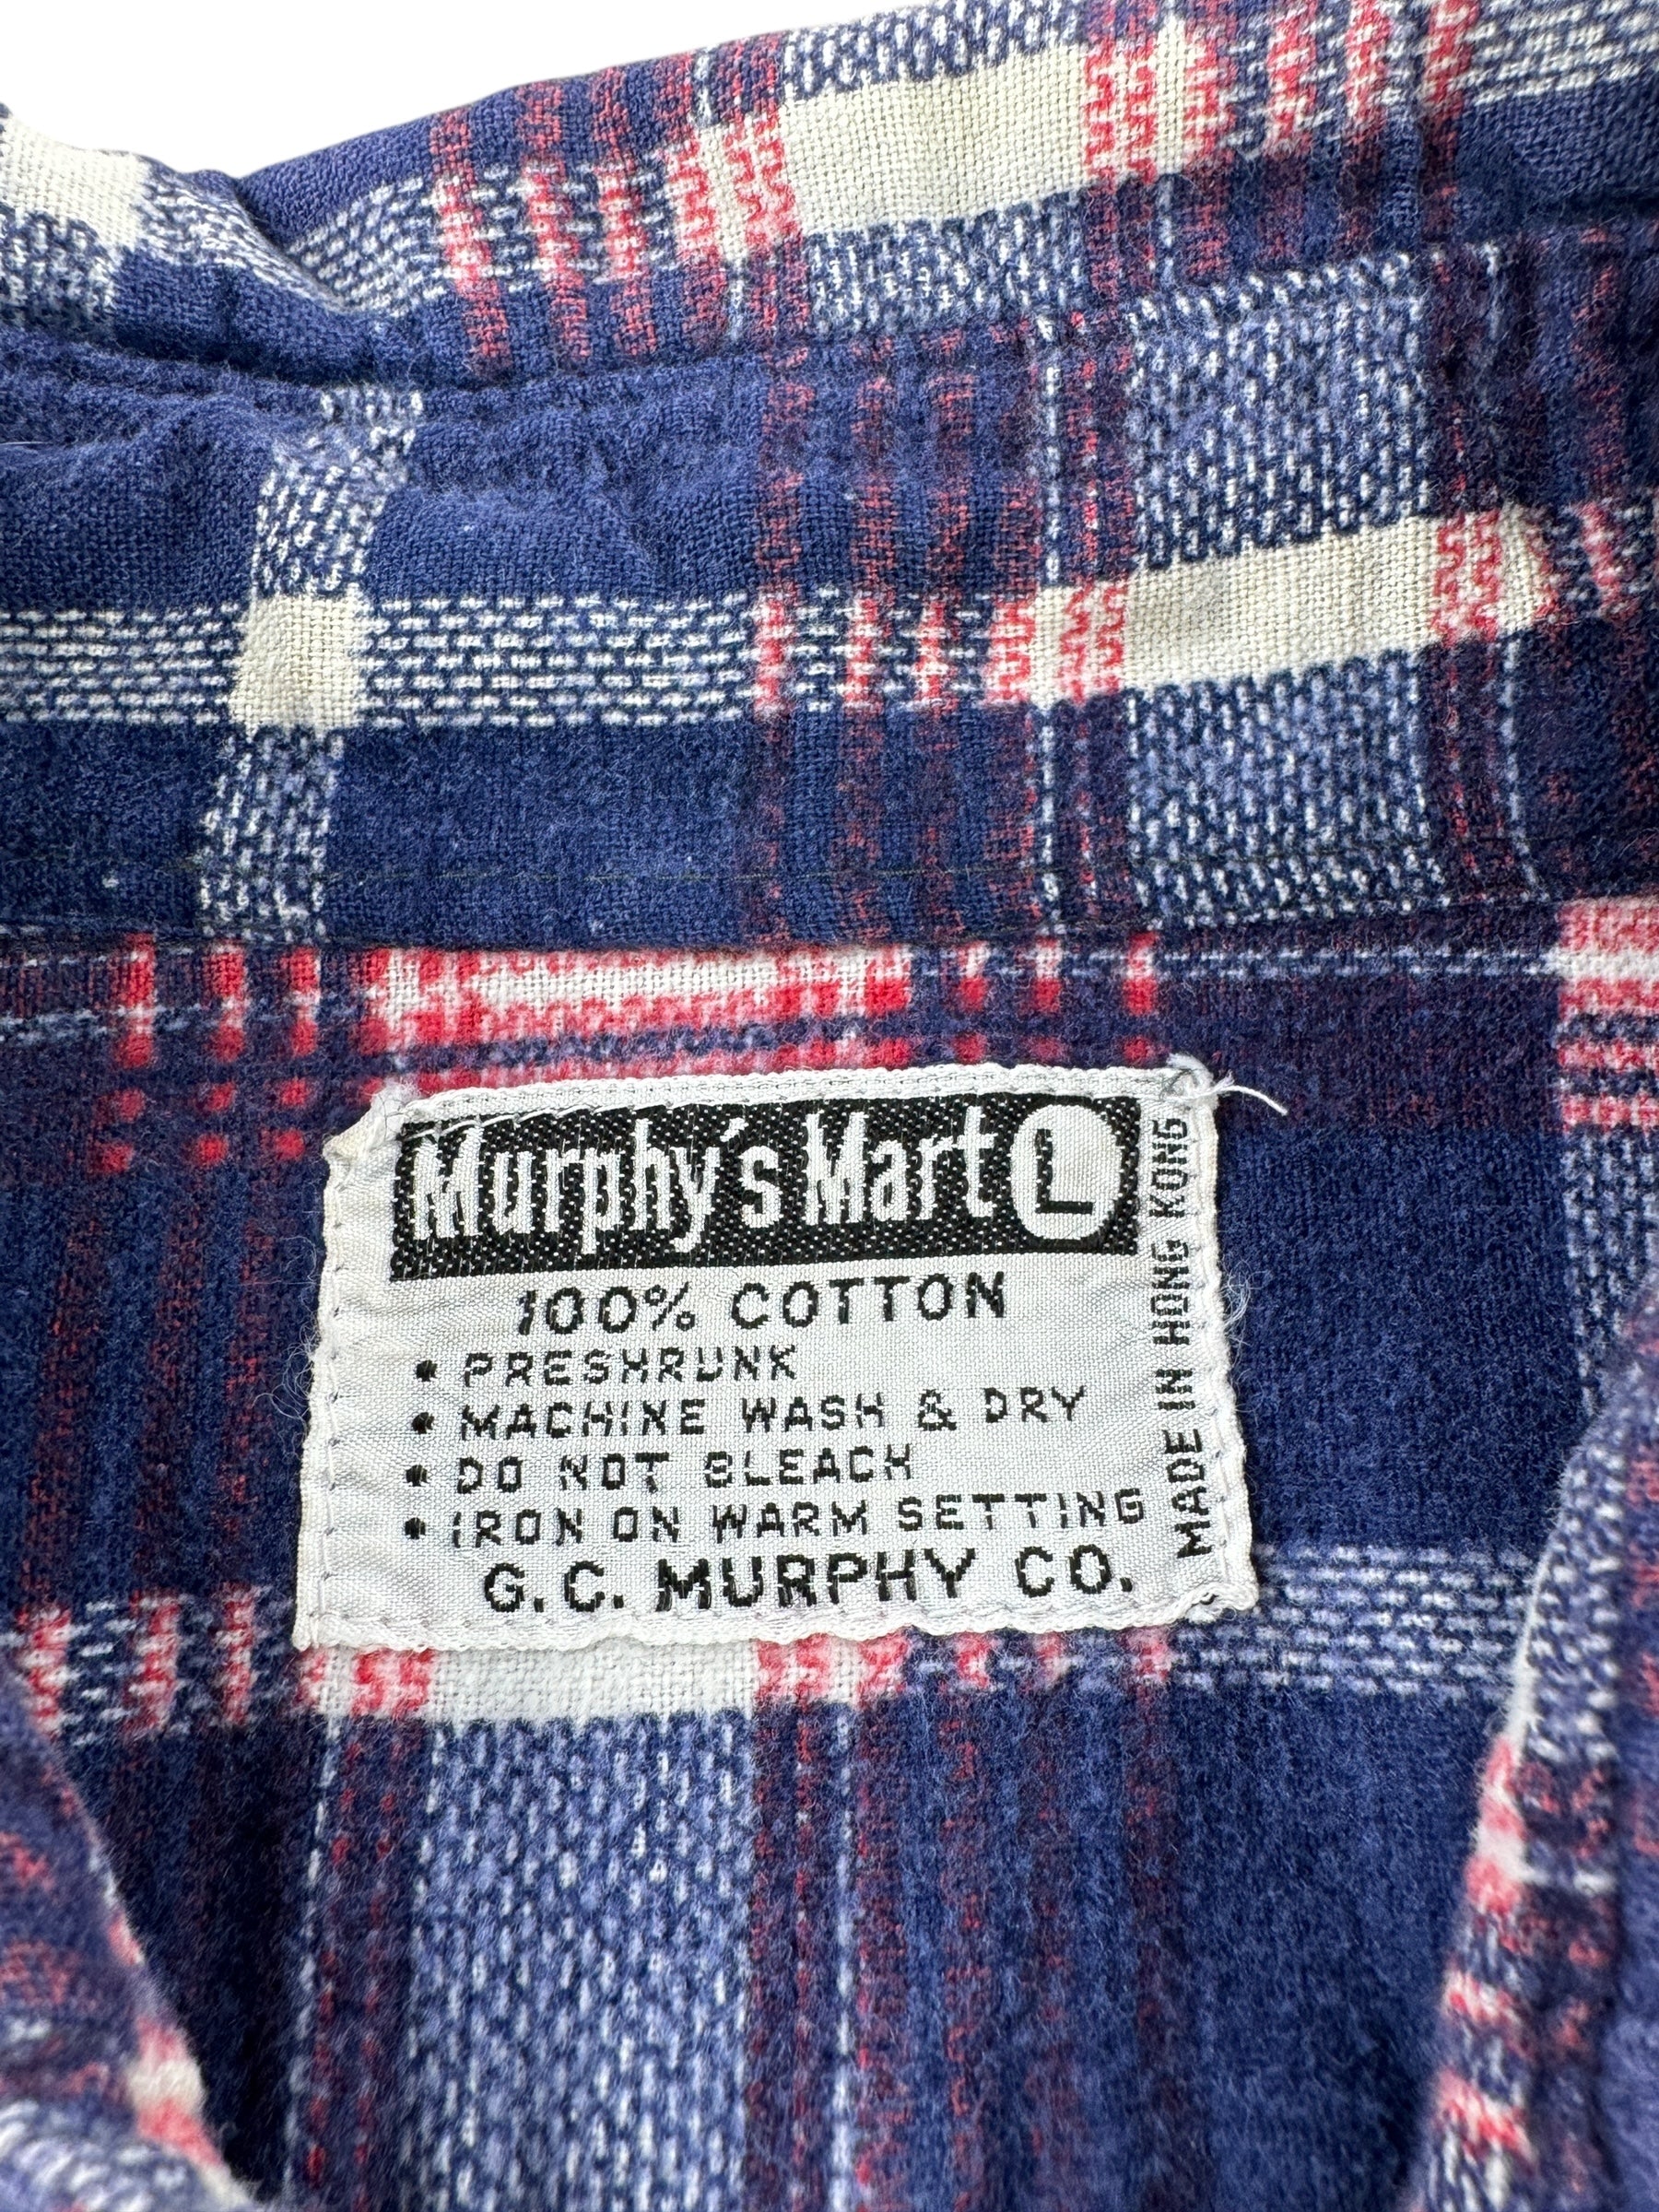 Murphy's Mart L
100% COTTON
• PRESHRUNK
• MACHINE WASH & DRY
• DO NOT BLEACH
• IRON ON WARM SETTING
G.C. MURPHY CO.
MADE IN HONG KONG